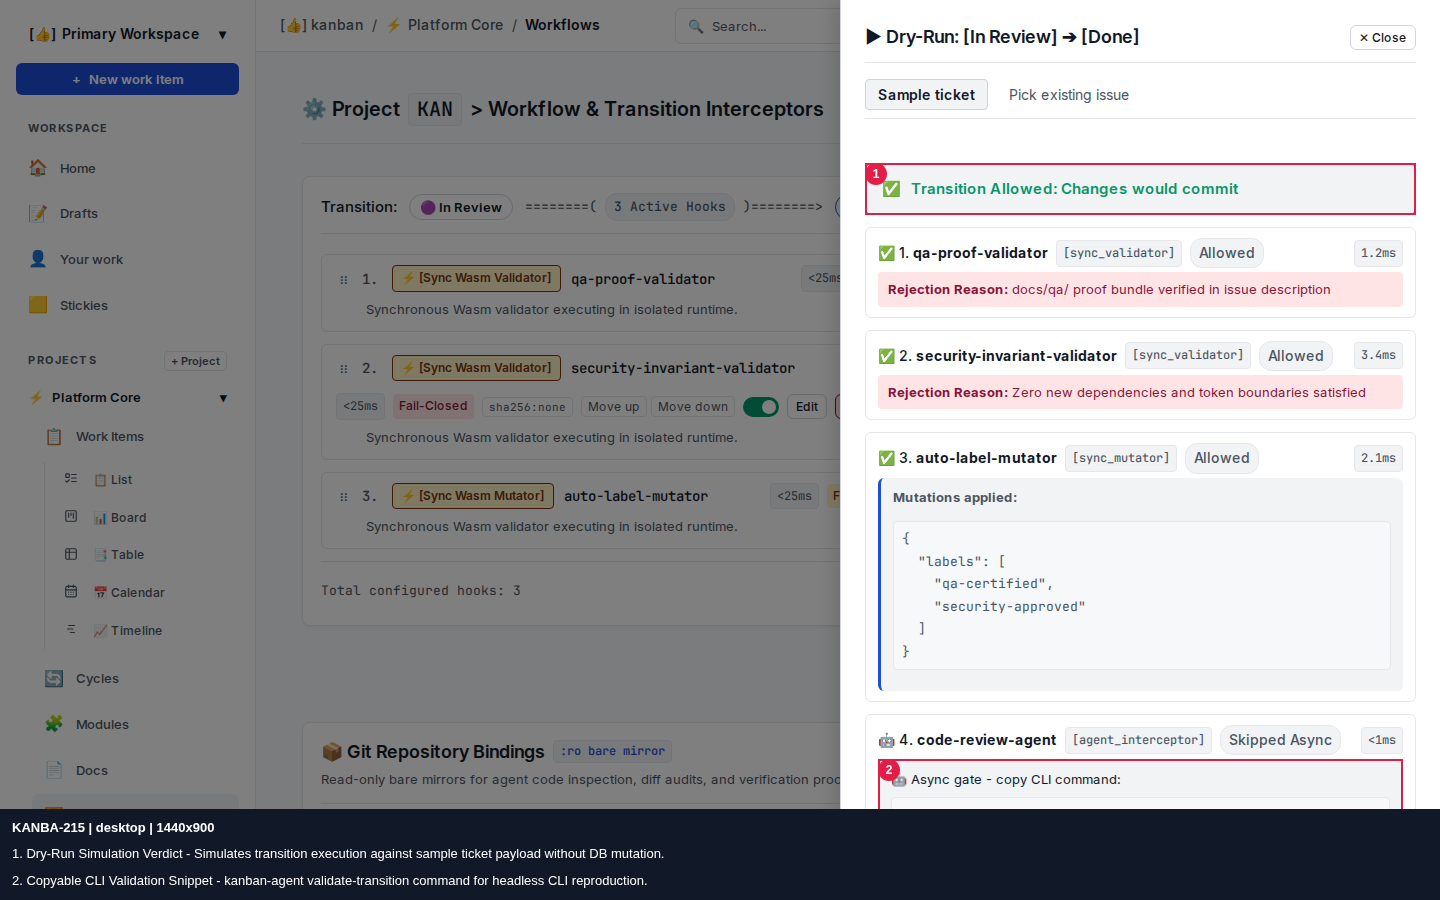 [👍] Primary Workspace ▼
+ New work item
WORKSPACE
🏠 Home
📝 Drafts
👤 Your work
🟨 Stickies
PROJECTS
+ Project
⚡ Platform Core ▼
📋 Work Items
📋 List
📊 Board
📑 Table
📅 Calendar
📈 Timeline
🔄 Cycles
🧩 Modules
📄 Docs
[👍] kanban / ⚡ Platform Core / Workflows
🔍 Search...
⚙️ Project KAN > Workflow & Transition Interceptors
Transition: 🟣 In Review ========( 3 Active Hooks )========>
⠿ 1. ⚡ [Sync Wasm Validator] qa-proof-validator <25ms
Synchronous Wasm validator executing in isolated runtime.
⠿ 2. ⚡ [Sync Wasm Validator] security-invariant-validator
<25ms Fail-Closed sha256:none Move up Move down Edit
Synchronous Wasm validator executing in isolated runtime.
⠿ 3. ⚡ [Sync Wasm Mutator] auto-label-mutator <25ms F
Synchronous Wasm validator executing in isolated runtime.
Total configured hooks: 3
📦 Git Repository Bindings :ro bare mirror
Read-only bare mirrors for agent code inspection, diff audits, and verification proc
▶ Dry-Run: [In Review] ➔ [Done]
✕ Close
Sample ticket Pick existing issue
1
✅ Transition Allowed: Changes would commit
✅ 1. qa-proof-validator [sync_validator] Allowed 1.2ms
Rejection Reason: docs/qa/ proof bundle verified in issue description
✅ 2. security-invariant-validator [sync_validator] Allowed 3.4ms
Rejection Reason: Zero new dependencies and token boundaries satisfied
✅ 3. auto-label-mutator [sync_mutator] Allowed 2.1ms
Mutations applied:
{
"labels": [
"qa-certified",
"security-approved"
]
}
🤖 4. code-review-agent [agent_interceptor] Skipped Async <1ms
2
🤖 Async gate - copy CLI command:
KANBA-215 | desktop | 1440x900
1. Dry-Run Simulation Verdict - Simulates transition execution against sample ticket payload without DB mutation.
2. Copyable CLI Validation Snippet - kanban-agent validate-transition command for headless CLI reproduction.